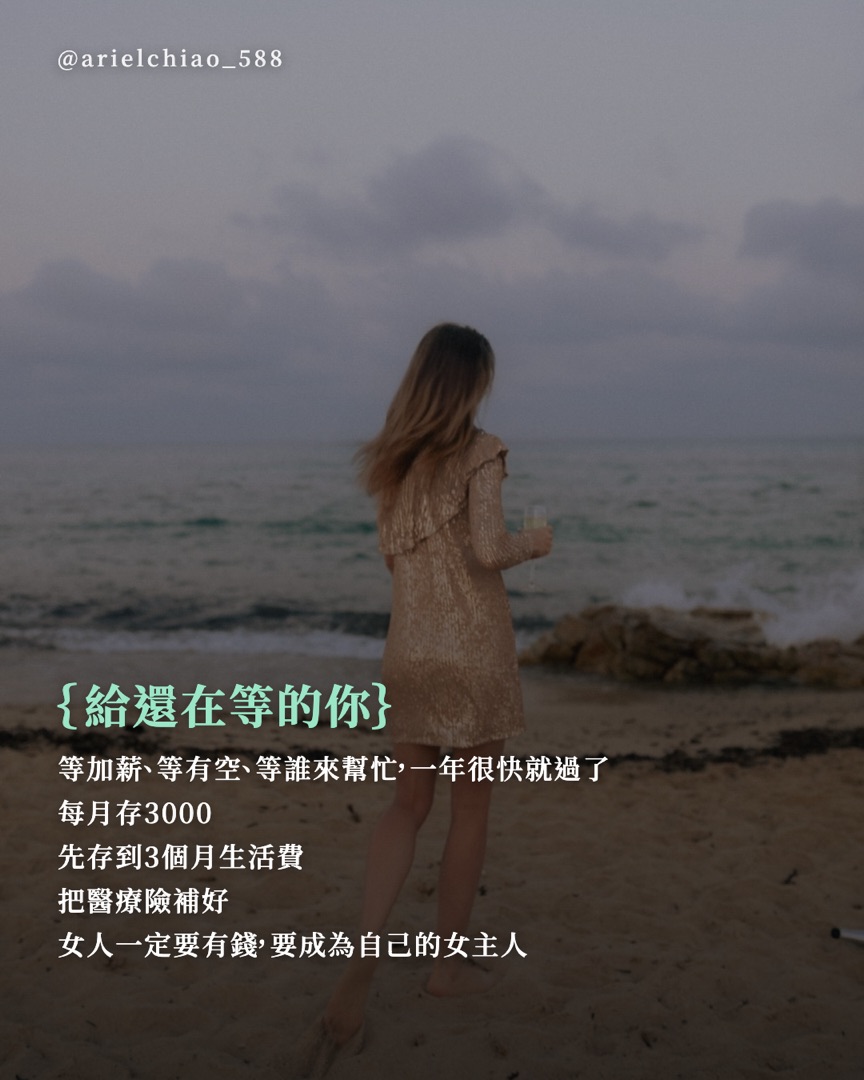 @arielchiao_588
{給還在等的你}
等加薪、等有空、等誰來幫忙，一年很快就過了
每月存3000
先存到3個月生活費
把醫療險補好
女人一定要有錢，要成為自己的女主人